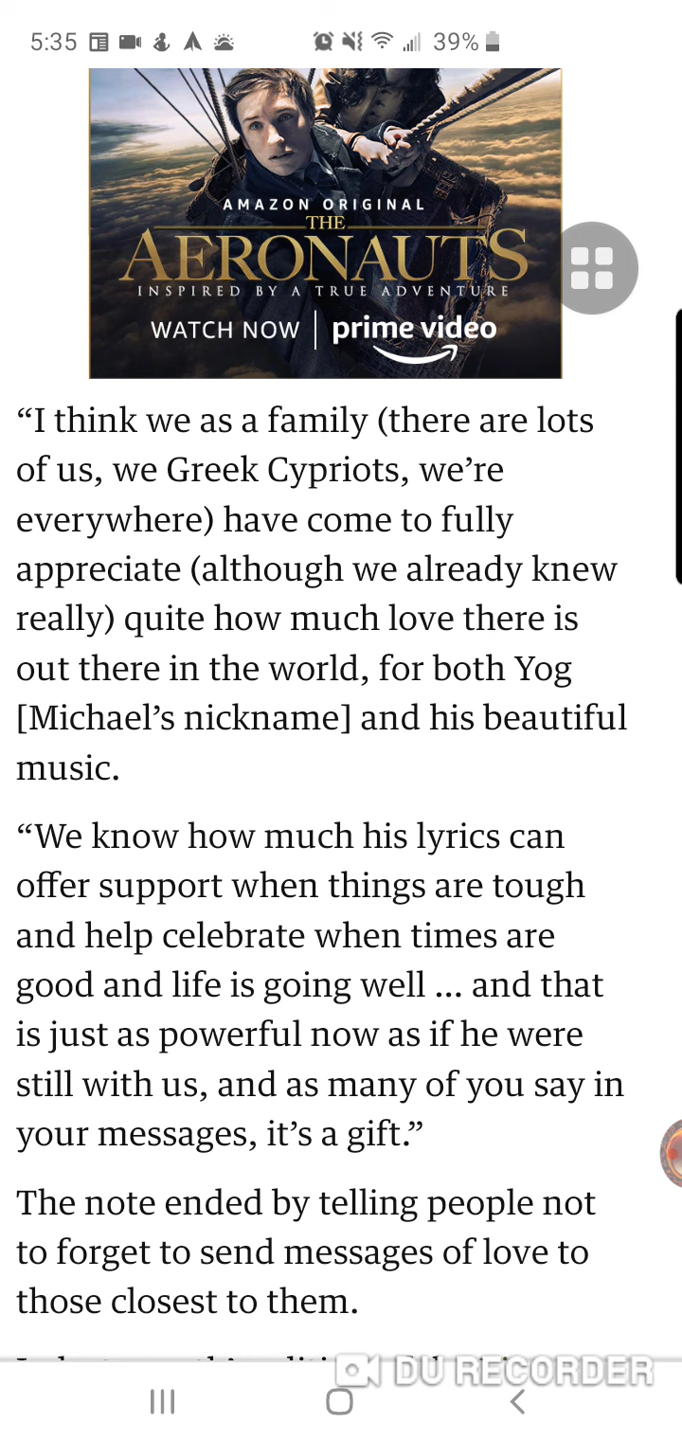 5:35
39%
AMAZON ORIGINAL
THE
AERONAUTS
INSPIRED BY A TRUE ADVENTURE
WATCH NOW | prime video
“I think we as a family (there are lots
of us, we Greek Cypriots, we’re
everywhere) have come to fully
appreciate (although we already knew
really) quite how much love there is
out there in the world, for both Yog
[Michael’s nickname] and his beautiful
music.
“We know how much his lyrics can
offer support when things are tough
and help celebrate when times are
good and life is going well ... and that
is just as powerful now as if he were
still with us, and as many of you say in
your messages, it’s a gift.”
The note ended by telling people not
to forget to send messages of love to
those closest to them.
DU RECORDER